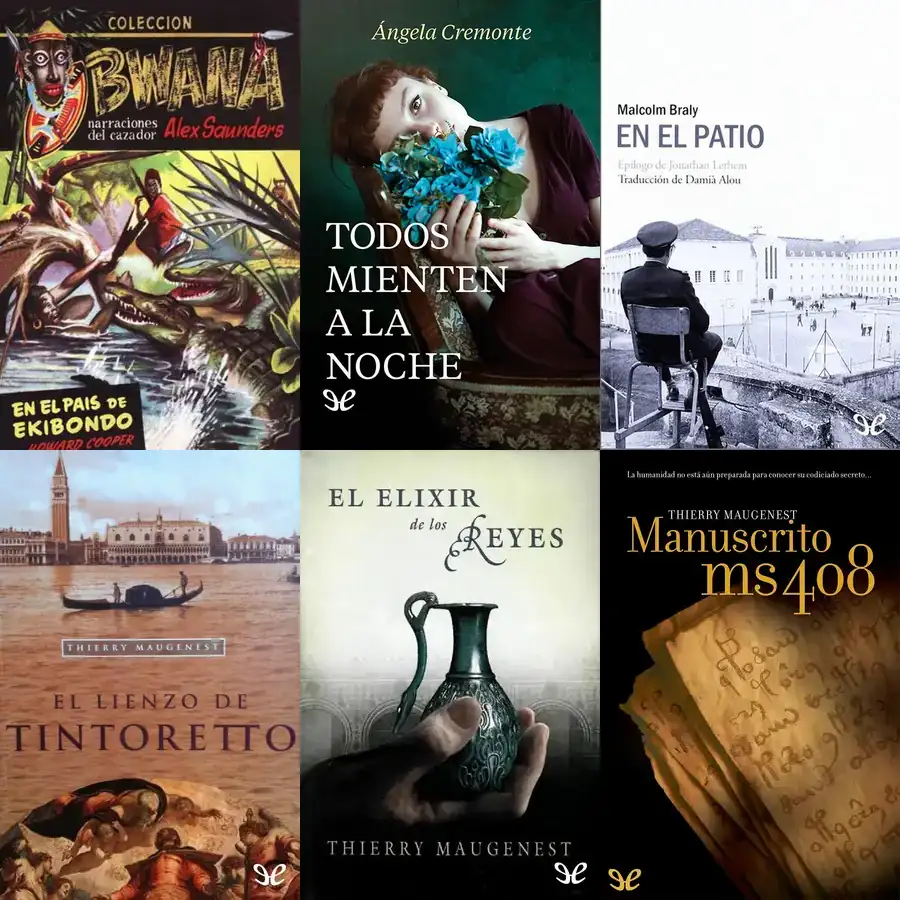 COLECCION
BWANA
narraciones
del cazador Alex Saunders
EN EL PAIS DE
EKIBONDO
HOWARD COOPER
Ángela Cremonte
TODOS
MIENTEN
A LA
NOCHE
Malcolm Braly
EN EL PATIO
Epílogo de Jonathan Lethem
Traducción de Damià Alou
THIERRY MAUGENEST
EL LIENZO DE
TINTORETTO
EL ELIXIR
de los
REYES
THIERRY MAUGENEST
La humanidad no está aún preparada para conocer su codiciado secreto...
THIERRY MAUGENEST
Manuscrito
ms408